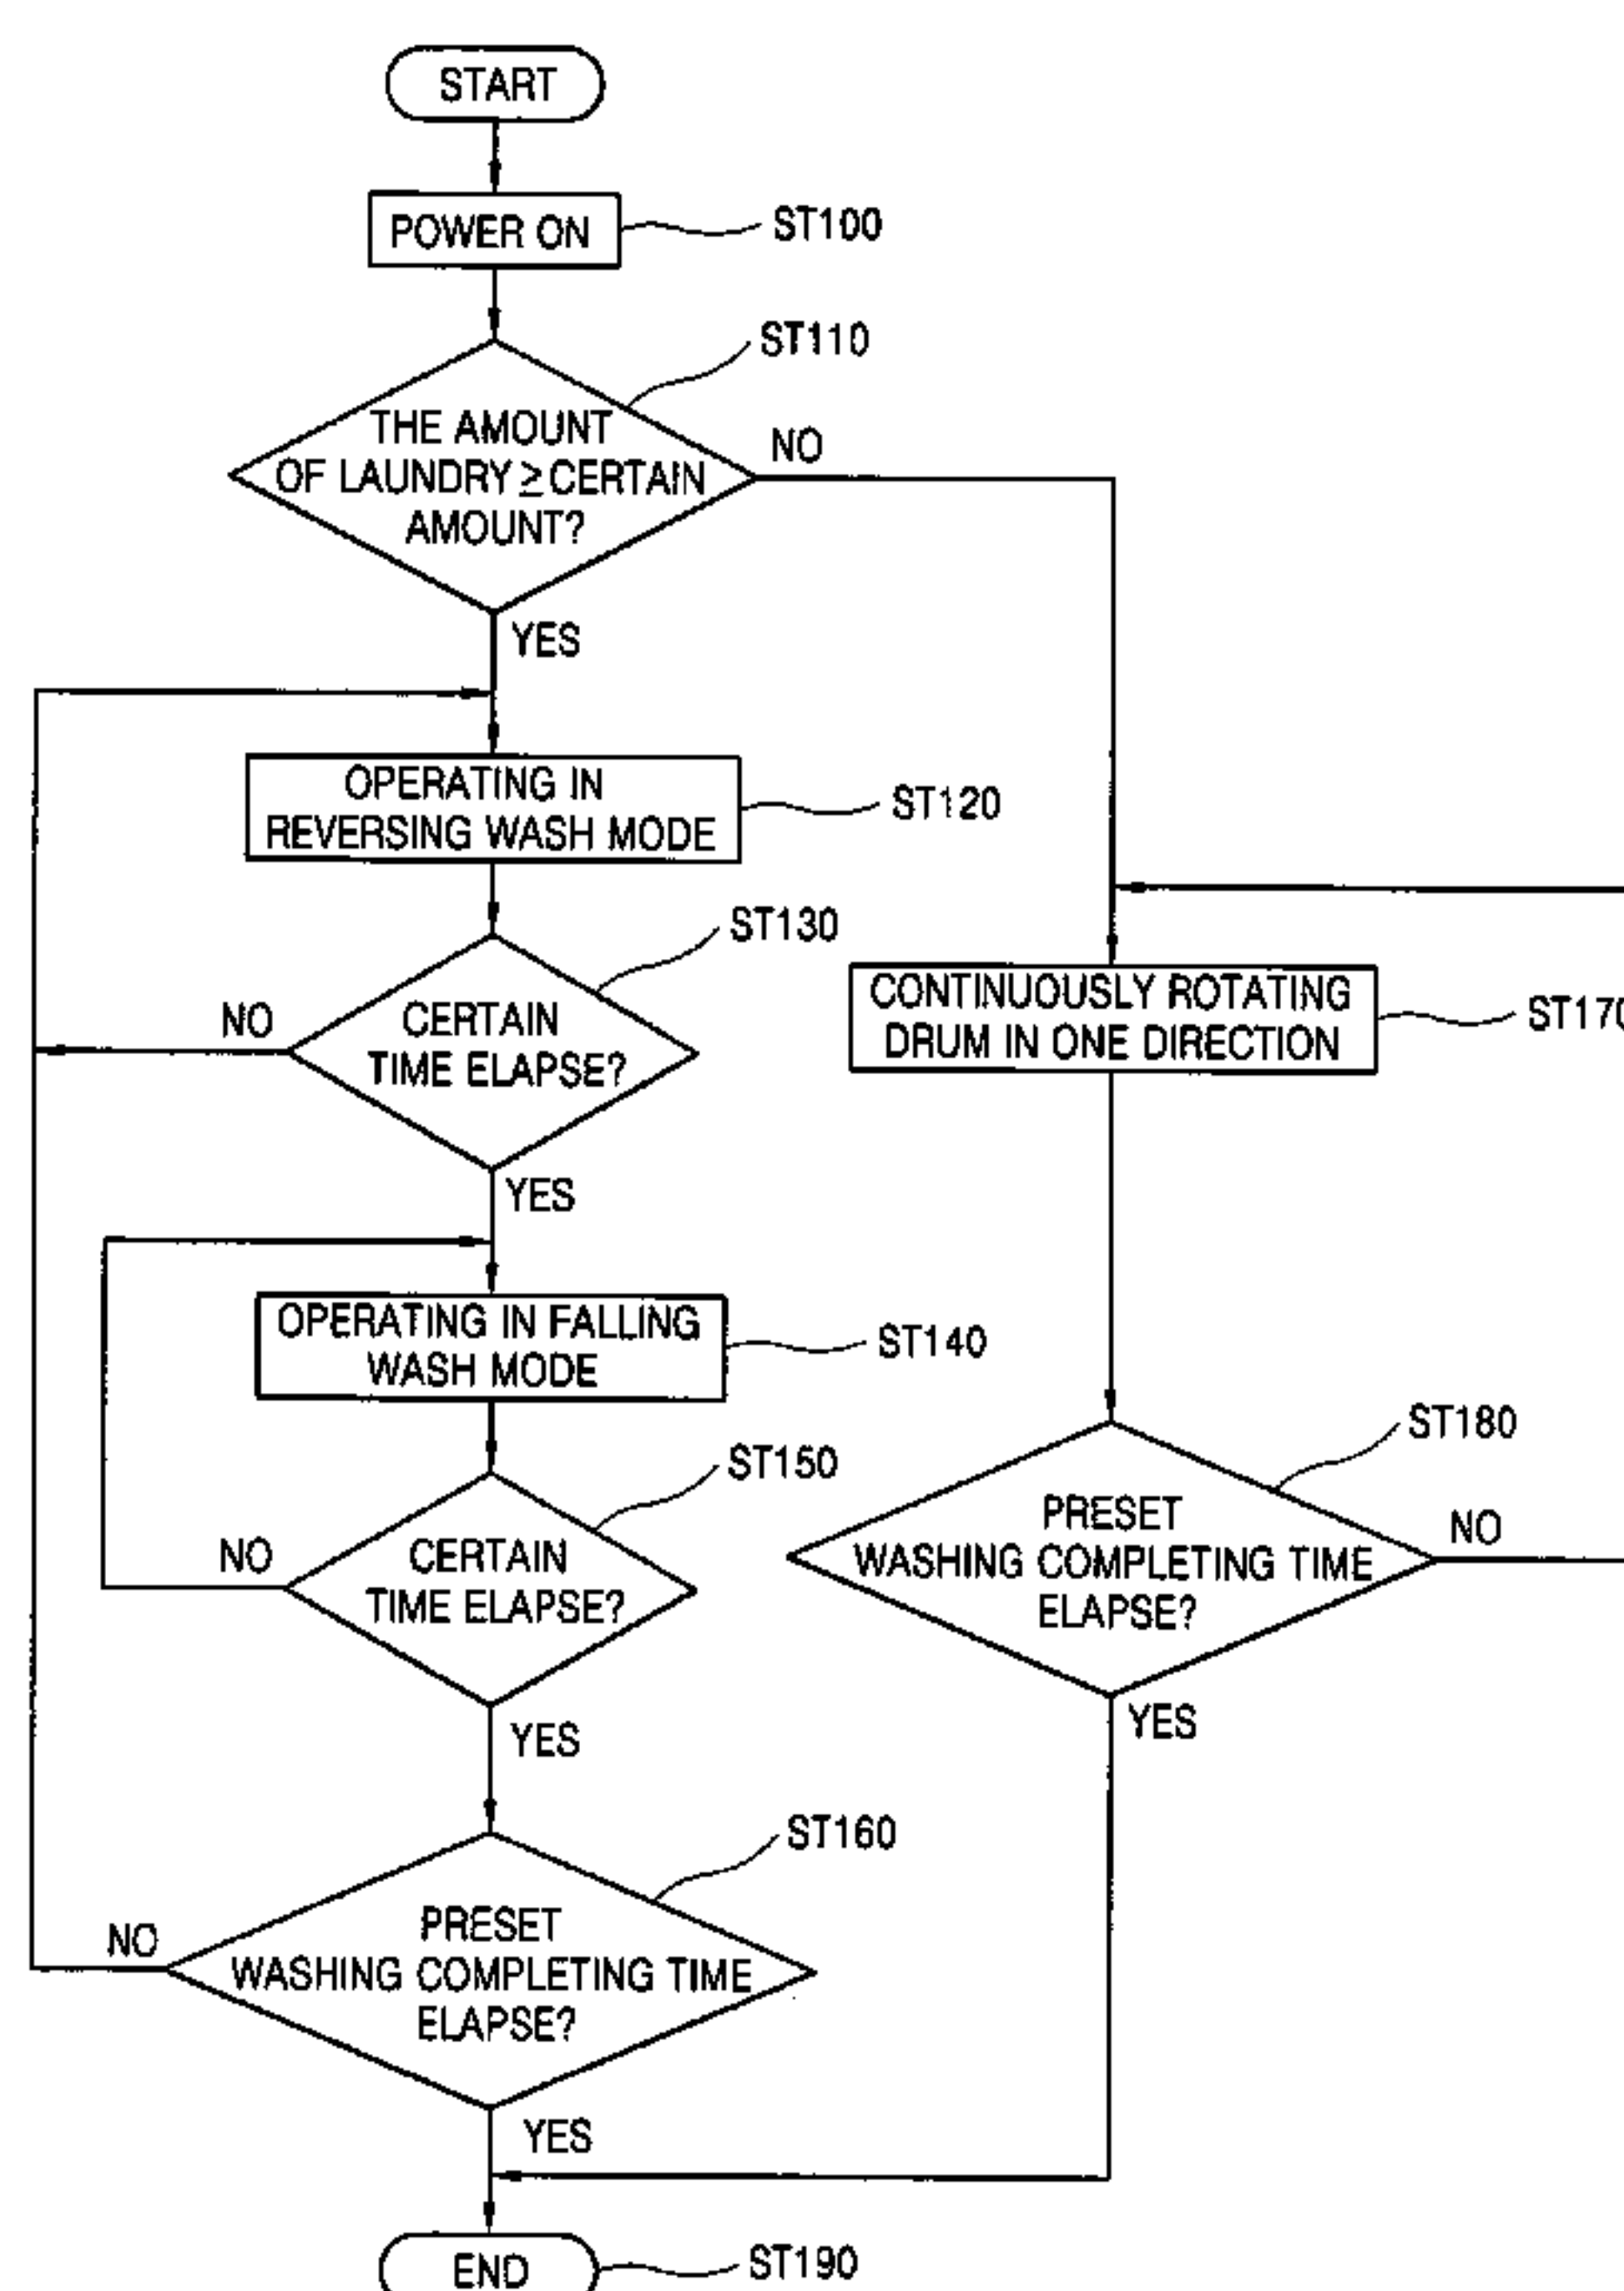 START
POWER ON
ST100
ST110
THE AMOUNT
OF LAUNDRY ≥ CERTAIN
AMOUNT?
NO
YES
OPERATING IN
REVERSING WASH MODE
ST120
ST130
CERTAIN
TIME ELAPSE?
NO
YES
CONTINUOUSLY ROTATING
DRUM IN ONE DIRECTION
ST170
OPERATING IN FALLING
WASH MODE
ST140
ST150
CERTAIN
TIME ELAPSE?
NO
YES
ST180
PRESET
WASHING COMPLETING TIME
ELAPSE?
NO
YES
ST160
PRESET
WASHING COMPLETING TIME
ELAPSE?
NO
YES
END
ST190